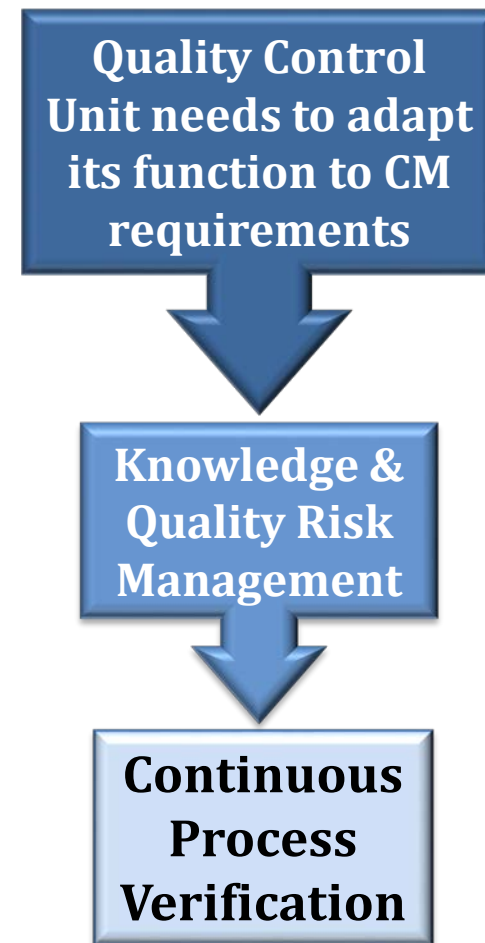 Quality Control
Unit needs to adapt
its function to CM
requirements
Knowledge &
Quality Risk
Management
Continuous
Process
Verification